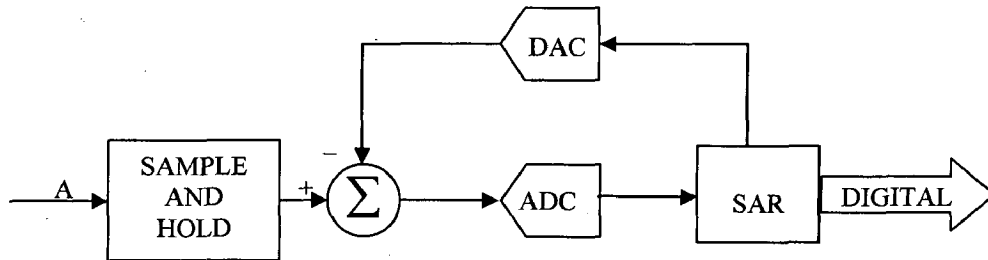 DAC
A
SAMPLE
AND
HOLD
+
−
Σ
ADC
SAR
DIGITAL